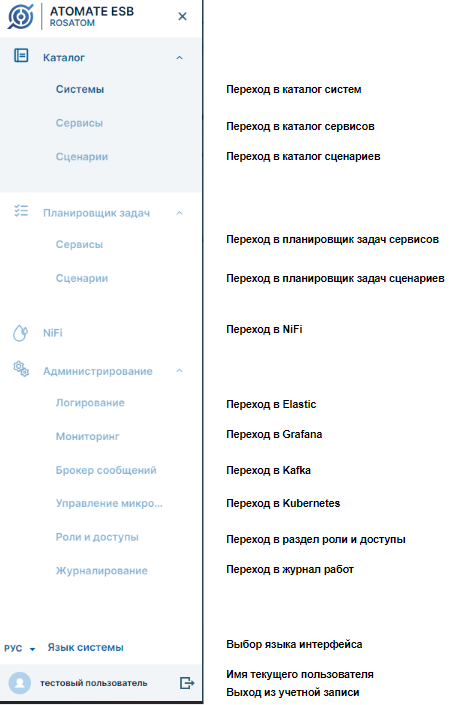 ATOMATE ESB
ROSATOM
Каталог
Системы Переход в каталог систем
Сервисы Переход в каталог сервисов
Сценарии Переход в каталог сценариев
Планировщик задач
Сервисы Переход в планировщик задач сервисов
Сценарии Переход в планировщик задач сценариев
NiFi Переход в NiFi
Администрирование
Логирование Переход в Elastic
Мониторинг Переход в Grafana
Брокер сообщений Переход в Kafka
Управление микро... Переход в Kubernetes
Роли и доступы Переход в раздел роли и доступы
Журналирование Переход в журнал работ
РУС Язык системы Выбор языка интерфейса
тестовый пользователь Имя текущего пользователя
Выход из учетной записи